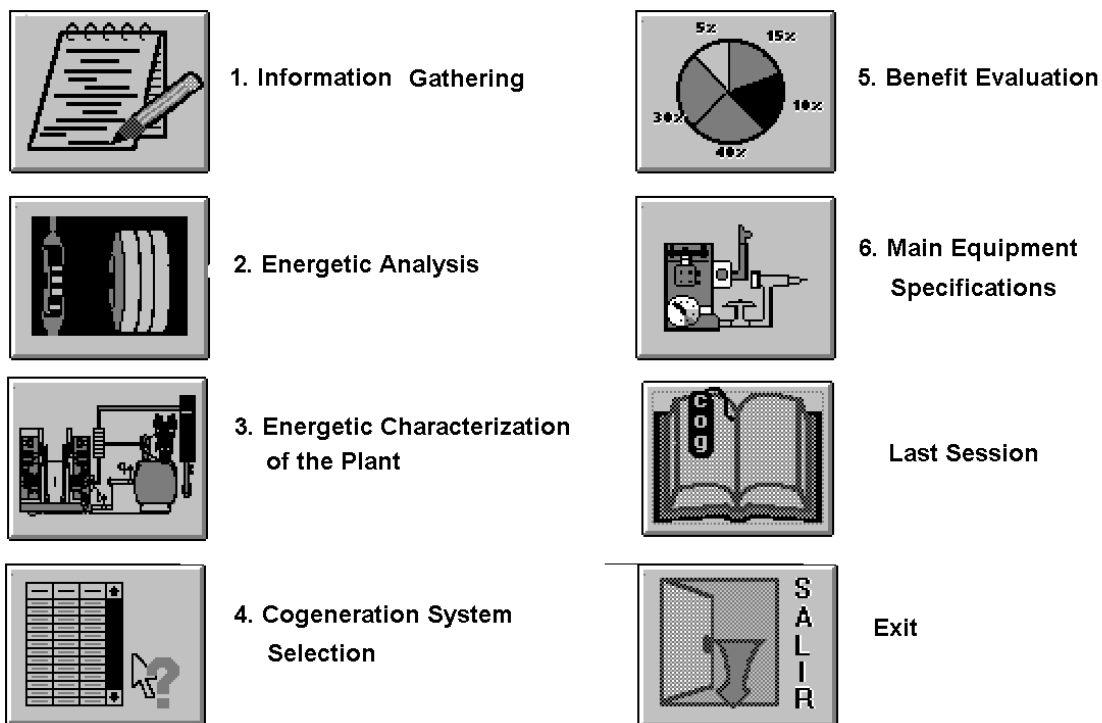 1. Information Gathering
2. Energetic Analysis
3. Energetic Characterization
of the Plant
4. Cogeneration System
Selection
5%
15%
10%
30%
40%
5. Benefit Evaluation
6. Main Equipment
Specifications
cog
Last Session
SALIR
Exit